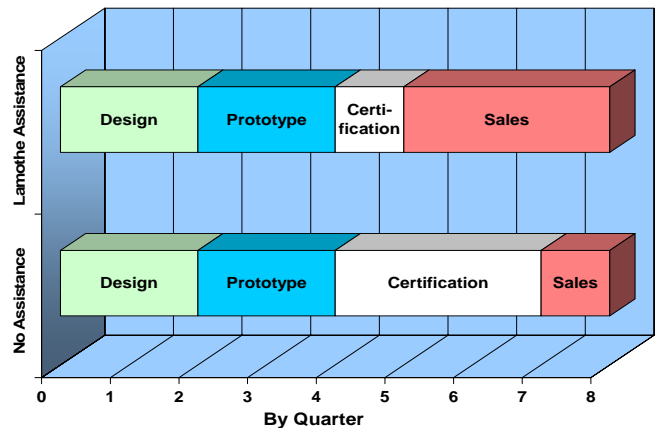 Lamothe Assistance
Design
Prototype
Certi-
fication
Sales
No Assistance
Design
Prototype
Certification
Sales
0 1 2 3 4 5 6 7 8
By Quarter